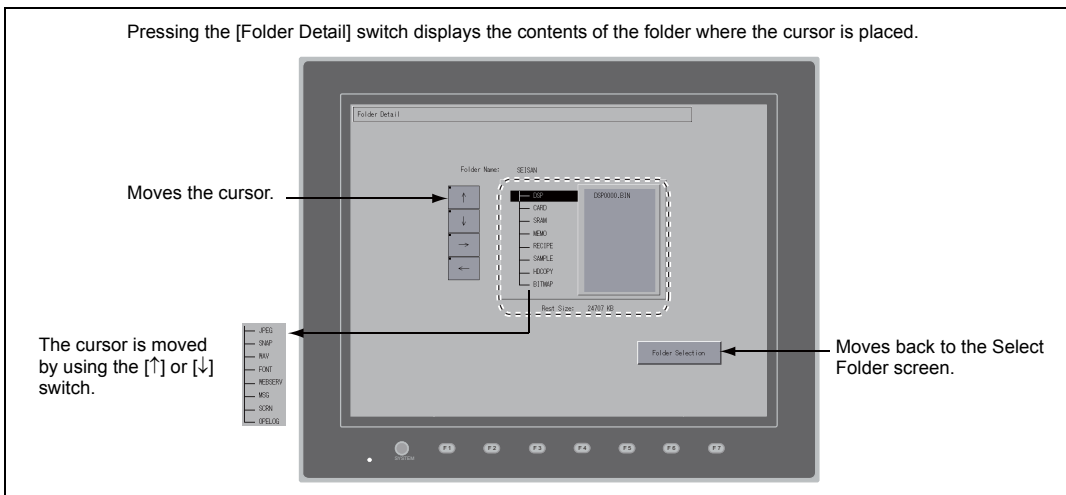 Pressing the [Folder Detail] switch displays the contents of the folder where the cursor is placed.
Folder Detail
Folder Name: SEISAN
Moves the cursor.
↑
↓
→
←
DSP
CARD
SRAM
MEMO
RECIPE
SAMPLE
HDCOPY
BITMAP
DSP0000.BIN
Rest Size: 24707 KB
The cursor is moved
by using the [↑] or [↓]
switch.
JPEG
SNAP
WAV
FONT
WEBSERV
MSG
SCRN
OPELOG
Folder Selection
Moves back to the Select
Folder screen.
SYSTEM
F1
F2
F3
F4
F5
F6
F7